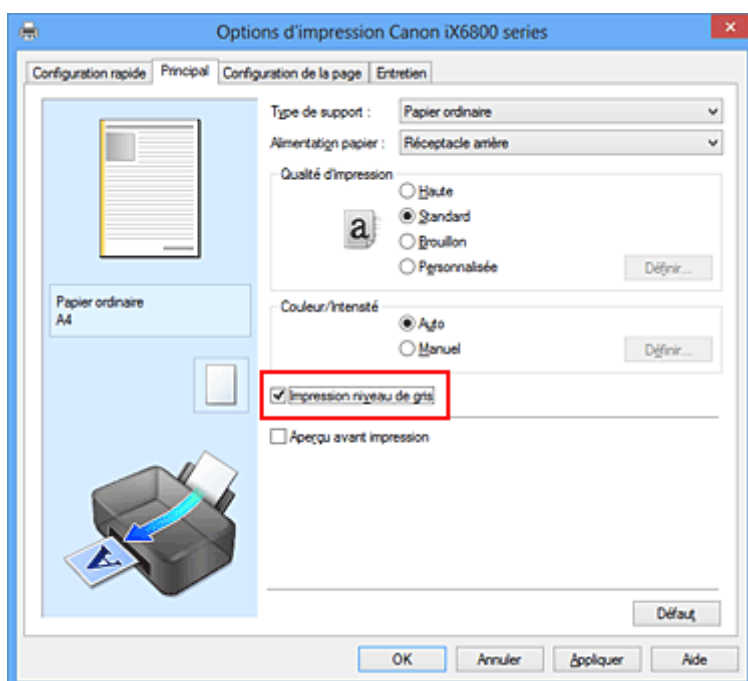 Options d'impression Canon iX6800 series
Configuration rapide Principal Configuration de la page Entretien
Type de support : Papier ordinaire
Alimentation papier : Réceptacle arrière
Qualité d'impression
Haute
a Standard
Brouillon
Personnalisée Définir...
Papier ordinaire
A4
Couleur/Intensité
Auto
Manuel Définir...
Impression niveau de gris
Aperçu avant impression
A
Défaut
OK Annuler Appliquer Aide